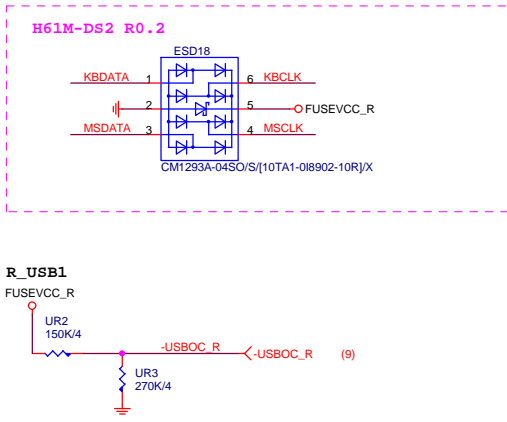 H61M-DS2 R0.2
ESD18
KBDATA 1 6 KBCLK
2 5 FUSEVCC_R
MSDATA 3 4 MSCLK
CM1293A-04SO/S/[10TA1-0I8902-10R]/X
R_USB1
FUSEVCC_R
UR2
150K/4
-USBOC_R -USBOC_R (9)
UR3
270K/4